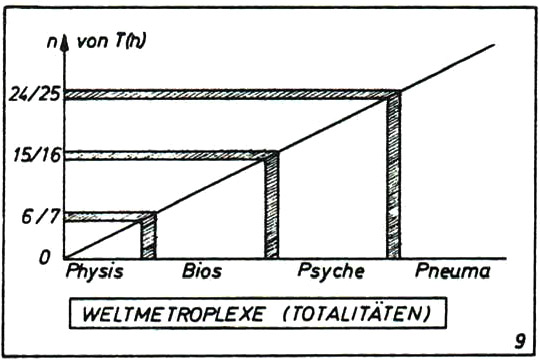 n von T(n)
24/25
15/16
6/7
0
Physis Bios Psyche Pneuma
WELTMETROPLEXE (TOTALITÄTEN)
9